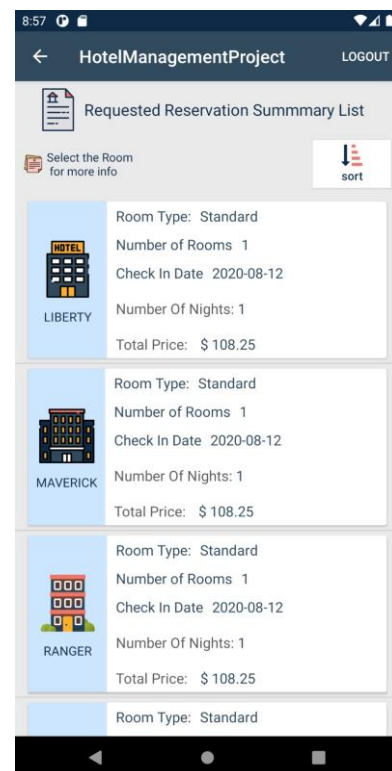 8:57
HotelManagementProject
LOGOUT
Requested Reservation Summmary List
Select the Room
for more info
sort
HOTEL
LIBERTY
Room Type: Standard
Number of Rooms 1
Check In Date 2020-08-12
Number Of Nights: 1
Total Price: $ 108.25
MAVERICK
Room Type: Standard
Number of Rooms 1
Check In Date 2020-08-12
Number Of Nights: 1
Total Price: $ 108.25
RANGER
Room Type: Standard
Number of Rooms 1
Check In Date 2020-08-12
Number Of Nights: 1
Total Price: $ 108.25
Room Type: Standard